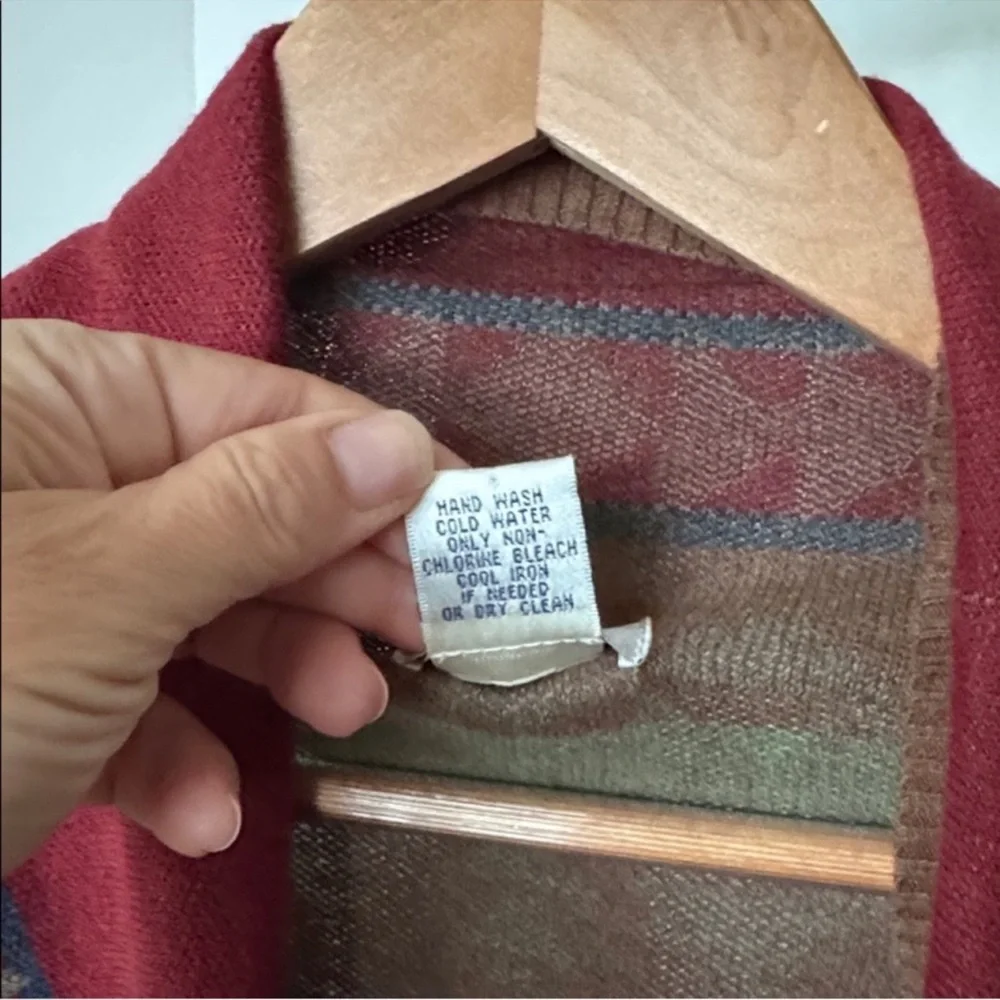 HAND WASH
COLD WATER
ONLY NON-
CHLORINE BLEACH
COOL IRON
IF NEEDED
OR DRY CLEAN